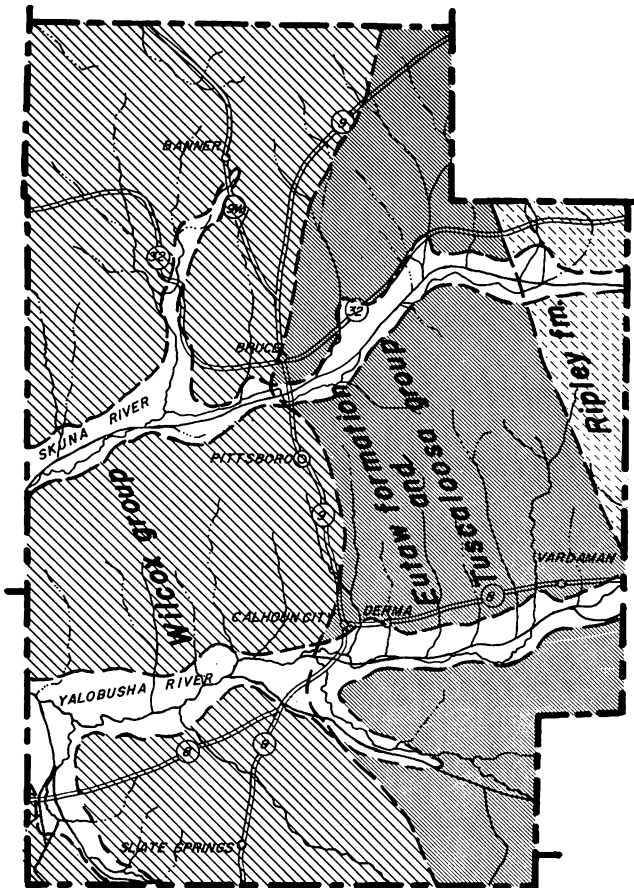 BANNER
9
9W
32
32
BRUCE
SKUNA RIVER
PITTSBORO
Ripley fm.
Eutaw formation
and
Tuscaloosa group
Wilcox group
9
VARDAMAN
8
CALHOUN CITY
DERMA
YALOBUSHA RIVER
8
9
SLATE SPRINGS